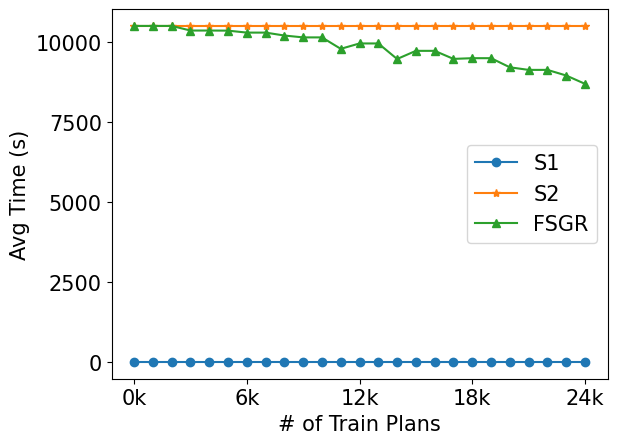 Avg Time (s)
10000
7500
5000
2500
0
S1
S2
FSGR
0k 6k 12k 18k 24k
# of Train Plans